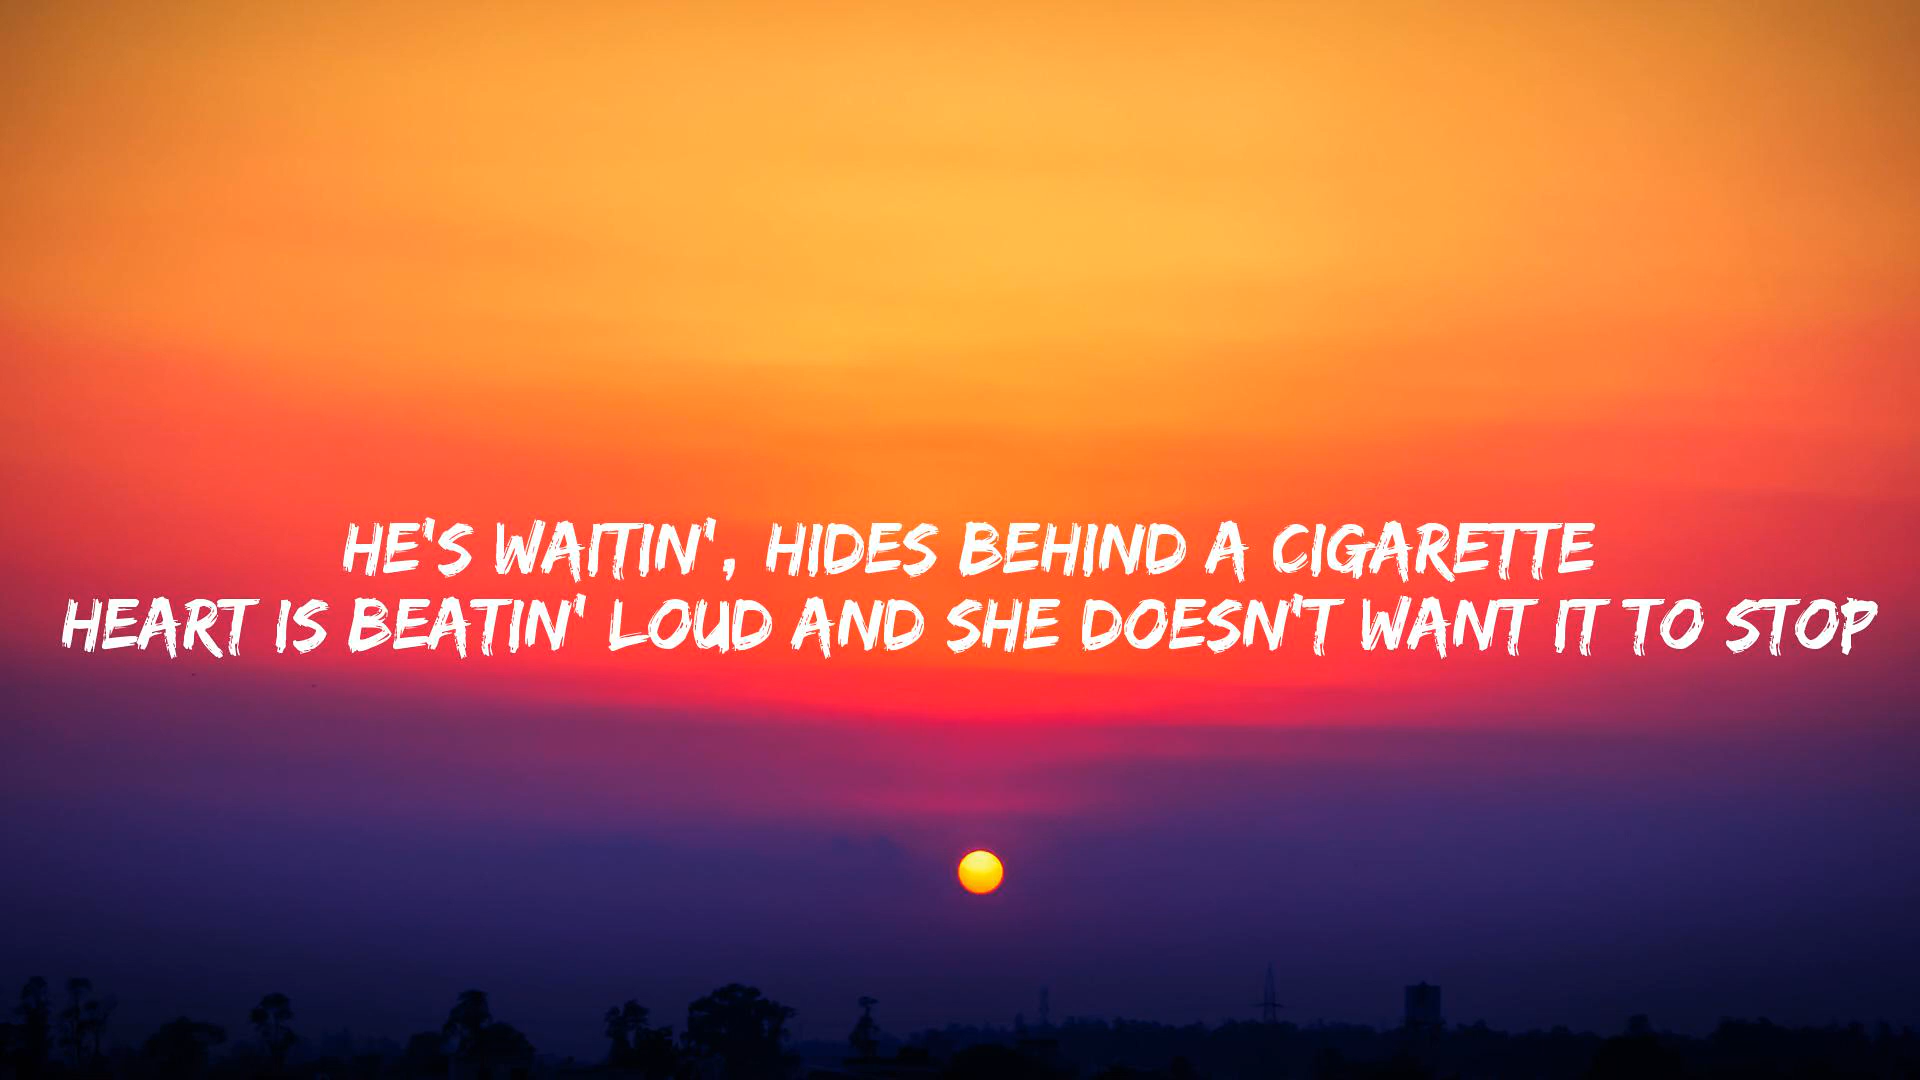 HE'S WAITIN', HIDES BEHIND A CIGARETTE
HEART IS BEATIN' LOUD AND SHE DOESN'T WANT IT TO STOP